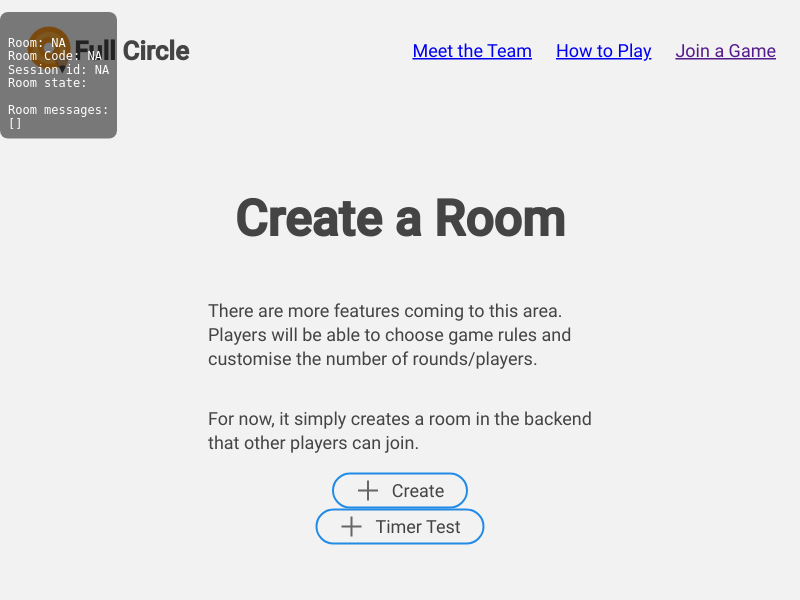 Room: NA
Room Code: NA
Session id: NA
Room state:
Room messages:
[]
Full Circle
Meet the Team
How to Play
Join a Game
Create a Room
There are more features coming to this area.
Players will be able to choose game rules and
customise the number of rounds/players.
For now, it simply creates a room in the backend
that other players can join.
Create
Timer Test